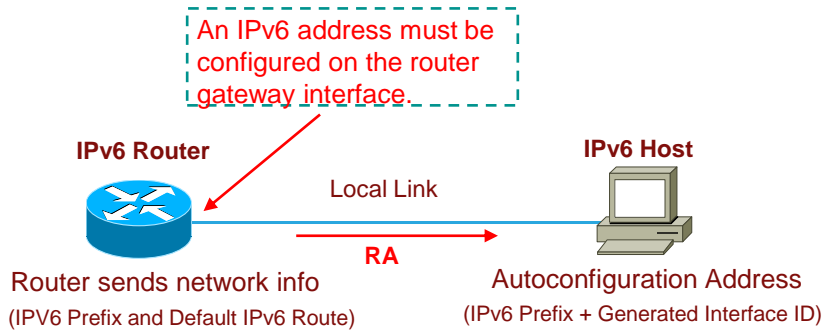 An IPv6 address must be
configured on the router
gateway interface.
IPv6 Router
IPv6 Host
Local Link
RA
Router sends network info
(IPV6 Prefix and Default IPv6 Route)
Autoconfiguration Address
(IPv6 Prefix + Generated Interface ID)